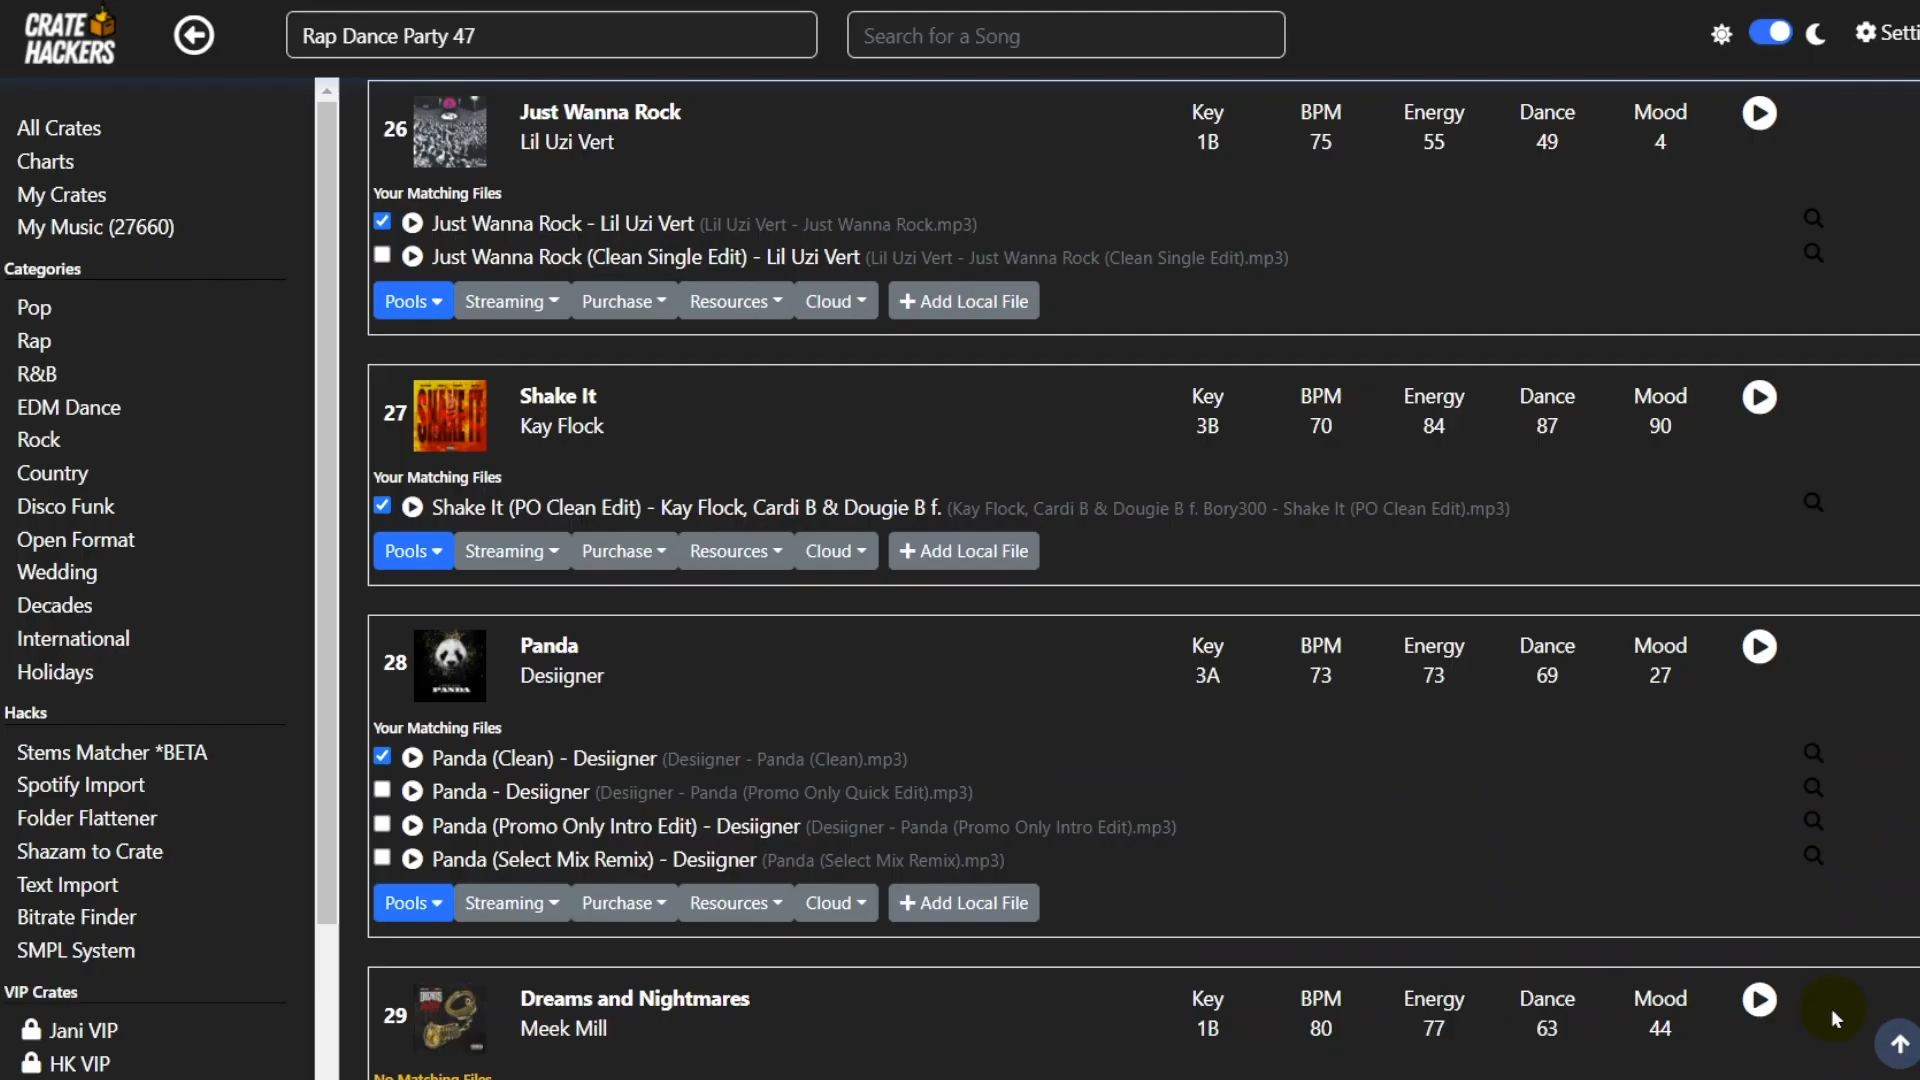 CRATE
HACKERS
Rap Dance Party 47
Search for a Song
Setti
All Crates
Charts
My Crates
My Music (27660)
Categories
Pop
Rap
R&B
EDM Dance
Rock
Country
Disco Funk
Open Format
Wedding
Decades
International
Holidays
Hacks
Stems Matcher *BETA
Spotify Import
Folder Flattener
Shazam to Crate
Text Import
Bitrate Finder
SMPL System
VIP Crates
Jani VIP
HK VIP
26
Just Wanna Rock
Lil Uzi Vert
Key BPM Energy Dance Mood
1B 75 55 49 4
Your Matching Files
Just Wanna Rock - Lil Uzi Vert (Lil Uzi Vert - Just Wanna Rock.mp3)
Just Wanna Rock (Clean Single Edit) - Lil Uzi Vert (Lil Uzi Vert - Just Wanna Rock (Clean Single Edit).mp3)
Pools Streaming Purchase Resources Cloud + Add Local File
27
SHAKE IT
Shake It
Kay Flock
Key BPM Energy Dance Mood
3B 70 84 87 90
Your Matching Files
Shake It (PO Clean Edit) - Kay Flock, Cardi B & Dougie B f. (Kay Flock, Cardi B & Dougie B f. Bory300 - Shake It (PO Clean Edit).mp3)
Pools Streaming Purchase Resources Cloud + Add Local File
28
PANDA
Panda
Desiigner
Key BPM Energy Dance Mood
3A 73 73 69 27
Your Matching Files
Panda (Clean) - Desiigner (Desiigner - Panda (Clean).mp3)
Panda - Desiigner (Desiigner - Panda (Promo Only Quick Edit).mp3)
Panda (Promo Only Intro Edit) - Desiigner (Desiigner - Panda (Promo Only Intro Edit).mp3)
Panda (Select Mix Remix) - Desiigner (Panda (Select Mix Remix).mp3)
Pools Streaming Purchase Resources Cloud + Add Local File
29
Dreams and Nightmares
Meek Mill
Key BPM Energy Dance Mood
1B 80 77 63 44
No Matching Files